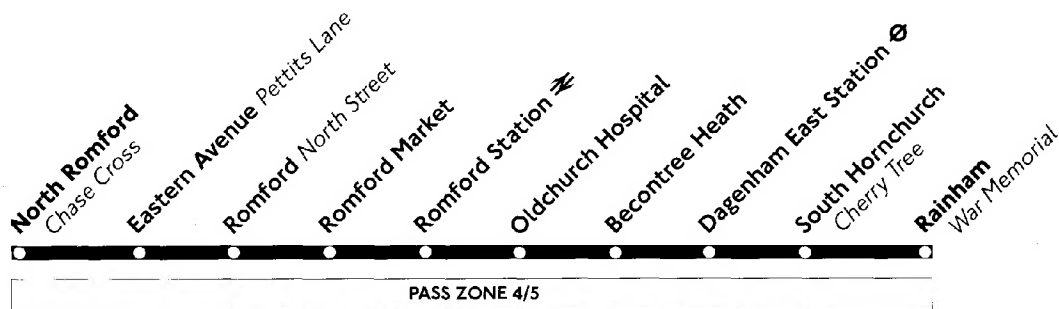 North Romford
Chase Cross
Eastern Avenue Pettits Lane
Romford North Street
Romford Market
Romford Station
Oldchurch Hospital
Becontree Heath
Dagenham East Station
South Hornchurch
Cherry Tree
Rainham
War Memorial
PASS ZONE 4/5